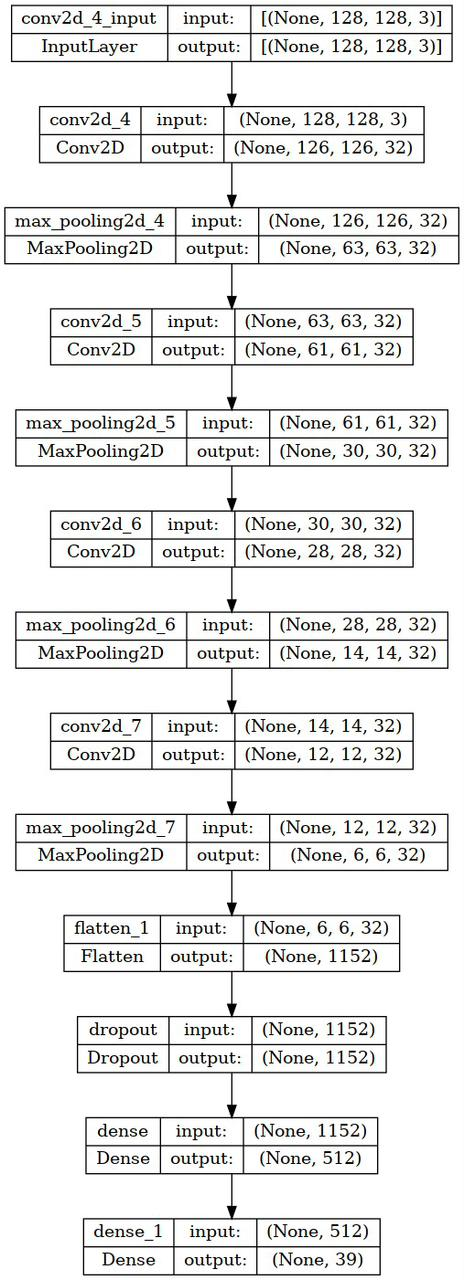 conv2d_4_input input: [(None, 128, 128, 3)]
InputLayer output: [(None, 128, 128, 3)]
conv2d_4 input: (None, 128, 128, 3)
Conv2D output: (None, 126, 126, 32)
max_pooling2d_4 input: (None, 126, 126, 32)
MaxPooling2D output: (None, 63, 63, 32)
conv2d_5 input: (None, 63, 63, 32)
Conv2D output: (None, 61, 61, 32)
max_pooling2d_5 input: (None, 61, 61, 32)
MaxPooling2D output: (None, 30, 30, 32)
conv2d_6 input: (None, 30, 30, 32)
Conv2D output: (None, 28, 28, 32)
max_pooling2d_6 input: (None, 28, 28, 32)
MaxPooling2D output: (None, 14, 14, 32)
conv2d_7 input: (None, 14, 14, 32)
Conv2D output: (None, 12, 12, 32)
max_pooling2d_7 input: (None, 12, 12, 32)
MaxPooling2D output: (None, 6, 6, 32)
flatten_1 input: (None, 6, 6, 32)
Flatten output: (None, 1152)
dropout input: (None, 1152)
Dropout output: (None, 1152)
dense input: (None, 1152)
Dense output: (None, 512)
dense_1 input: (None, 512)
Dense output: (None, 39)